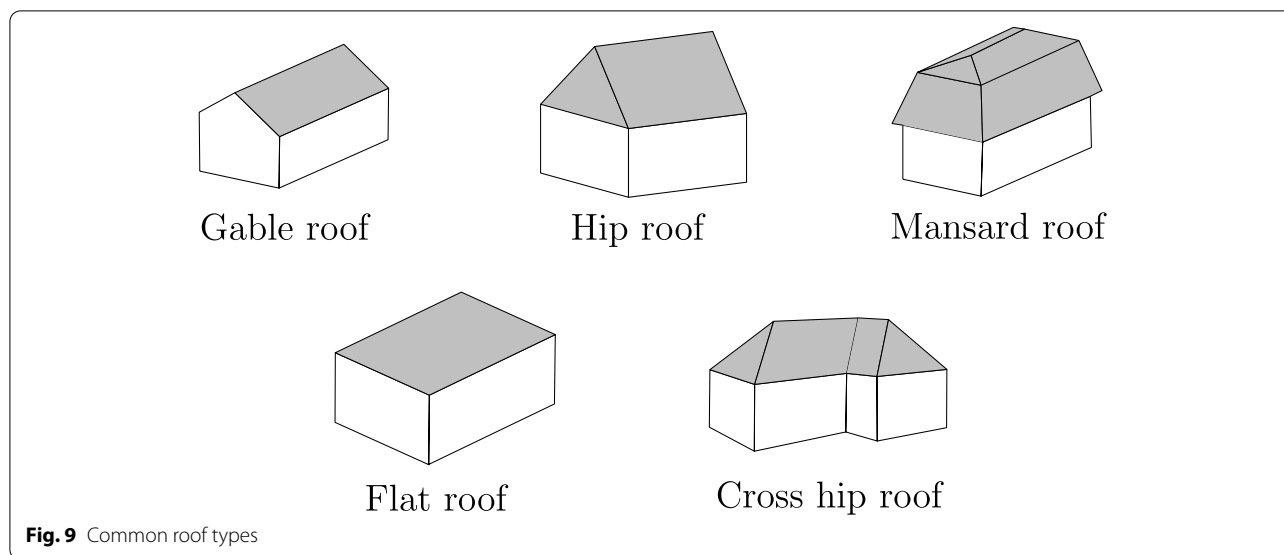 Gable roof
Hip roof
Mansard roof
Flat roof
Cross hip roof
Fig. 9 Common roof types